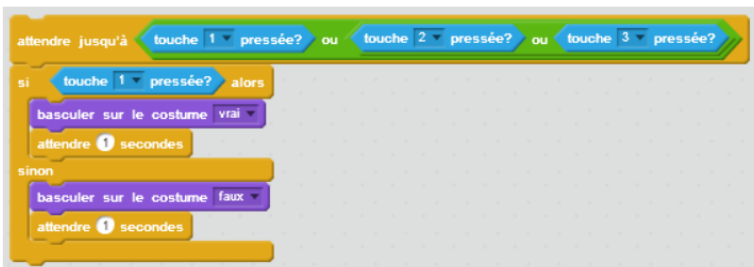 attendre jusqu'à touche 1 pressée? ou touche 2 pressée? ou touche 3 pressée?
si touche 1 pressée? alors
basculer sur le costume vrai
attendre 1 secondes
sinon
basculer sur le costume faux
attendre 1 secondes